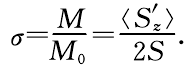 σ = M/M₀ = ⟨S′_z⟩/2S.